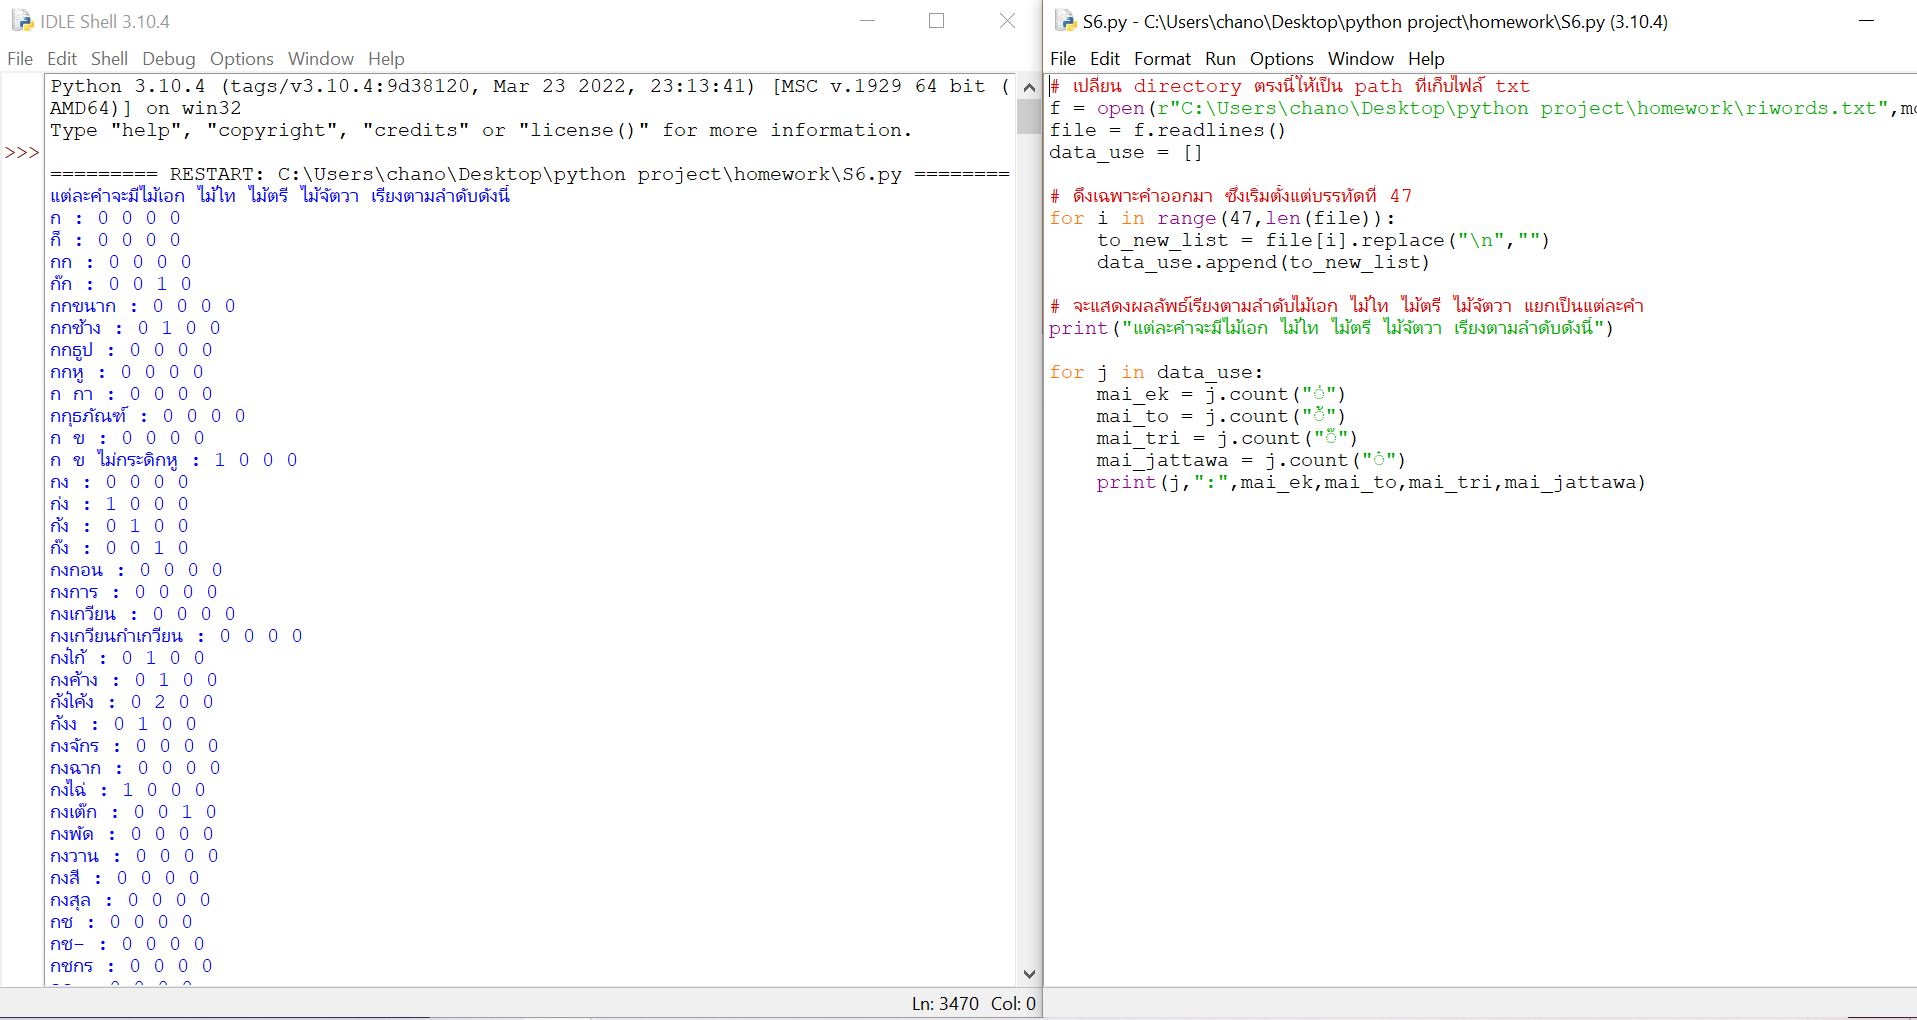 IDLE Shell 3.10.4
File Edit Shell Debug Options Window Help
Python 3.10.4 (tags/v3.10.4:9d38120, Mar 23 2022, 23:13:41) [MSC v.1929 64 bit (
AMD64)] on win32
Type "help", "copyright", "credits" or "license()" for more information.
>>>
========= RESTART: C:\Users\chano\Desktop\python project\homework\S6.py ========
แต่ละคำจะมีไม้เอก ไม้โท ไม้ตรี ไม้จัตวา เรียงตามลำดับดังนี้
ก : 0 0 0 0
ก็ : 0 0 0 0
กก : 0 0 0 0
ก๊ก : 0 0 1 0
กกขนาก : 0 0 0 0
กกช้าง : 0 1 0 0
กกธูป : 0 0 0 0
กกหู : 0 0 0 0
ก กา : 0 0 0 0
กกุธภัณฑ์ : 0 0 0 0
ก ข : 0 0 0 0
ก ข ไม่กระดิกหู : 1 0 0 0
กง : 0 0 0 0
ก่ง : 1 0 0 0
ก้ง : 0 1 0 0
ก๊ง : 0 0 1 0
กงกอน : 0 0 0 0
กงการ : 0 0 0 0
กงเกวียน : 0 0 0 0
กงเกวียนกำเกวียน : 0 0 0 0
กงไก้ : 0 1 0 0
กงค้าง : 0 1 0 0
ก้งโค้ง : 0 2 0 0
ก้งง : 0 1 0 0
กงจักร : 0 0 0 0
กงฉาก : 0 0 0 0
กงไฉ่ : 1 0 0 0
กงเต๊ก : 0 0 1 0
กงพัด : 0 0 0 0
กงวาน : 0 0 0 0
กงสี : 0 0 0 0
กงสุล : 0 0 0 0
กช : 0 0 0 0
กช- : 0 0 0 0
กชกร : 0 0 0 0
Ln: 3470 Col: 0
S6.py - C:\Users\chano\Desktop\python project\homework\S6.py (3.10.4)
File Edit Format Run Options Window Help
# เปลี่ยน directory ตรงนี้ให้เป็น path ที่เก็บไฟล์ txt
f = open(r"C:\Users\chano\Desktop\python project\homework\riwords.txt",mo
file = f.readlines()
data_use = []
# ดึงเฉพาะคำออกมา ซึ่งเริ่มตั้งแต่บรรทัดที่ 47
for i in range(47,len(file)):
to_new_list = file[i].replace("\n","")
data_use.append(to_new_list)
# จะแสดงผลลัพธ์เรียงตามลำดับไม้เอก ไม้โท ไม้ตรี ไม้จัตวา แยกเป็นแต่ละคำ
print("แต่ละคำจะมีไม้เอก ไม้โท ไม้ตรี ไม้จัตวา เรียงตามลำดับดังนี้")
for j in data_use:
mai_ek = j.count("่")
mai_to = j.count("้")
mai_tri = j.count("๊")
mai_jattawa = j.count("๋")
print(j,":",mai_ek,mai_to,mai_tri,mai_jattawa)